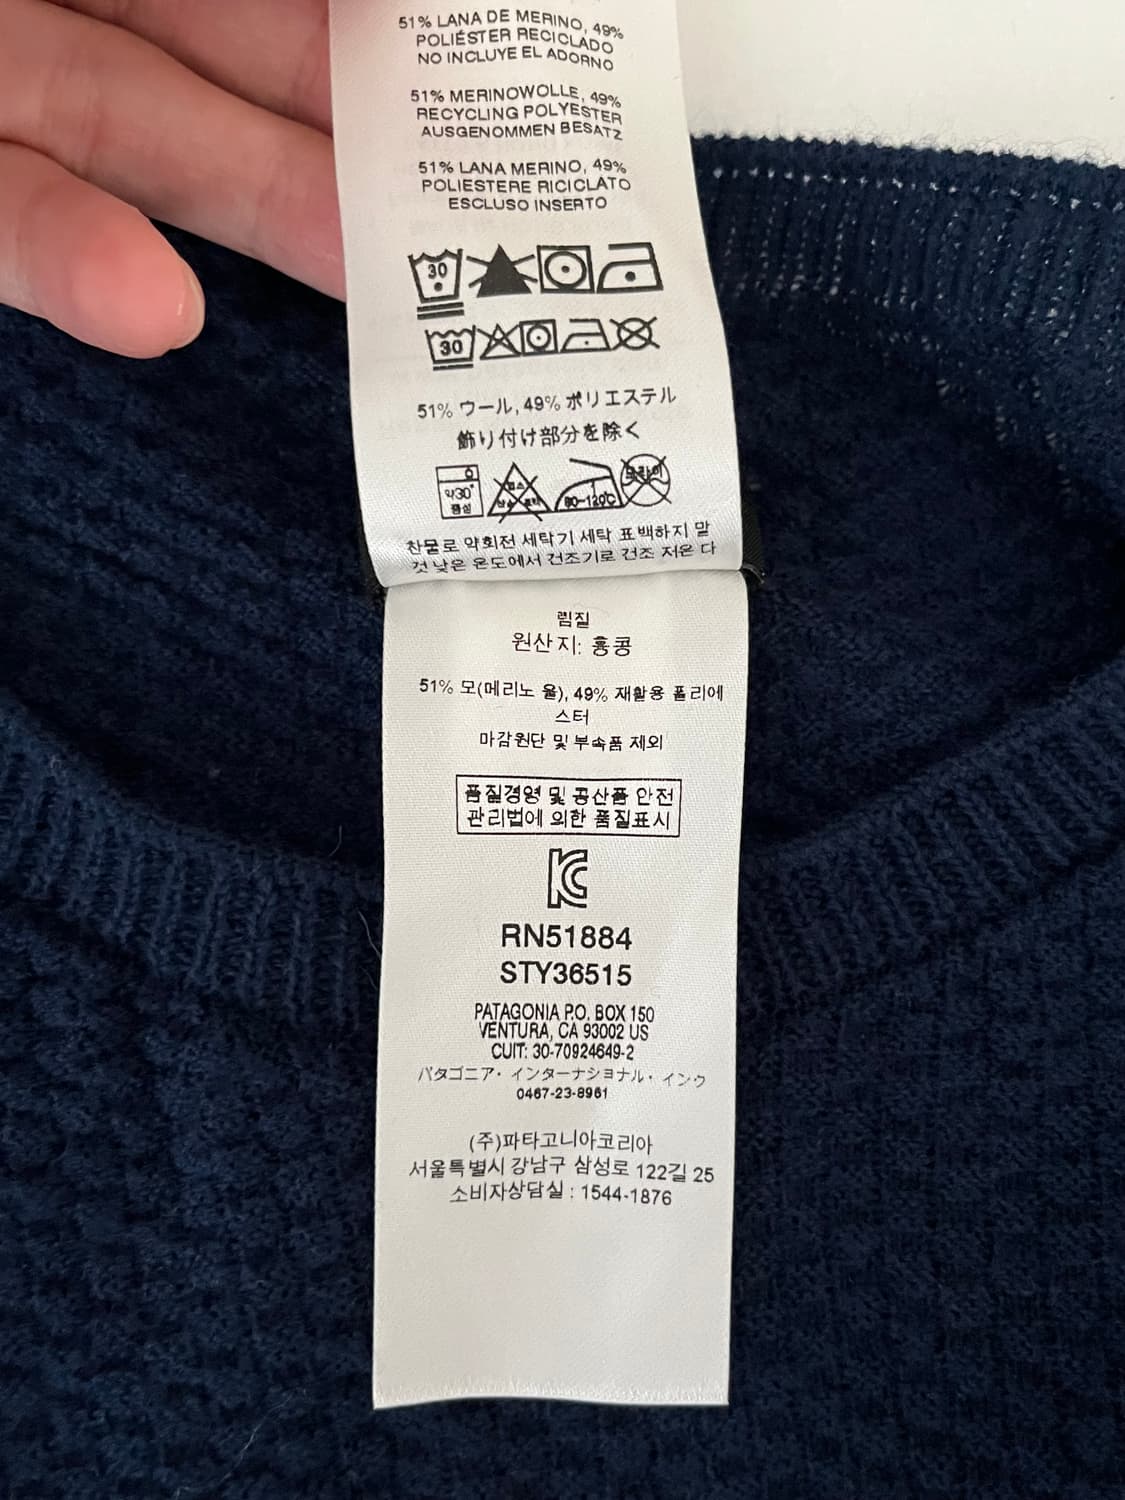 51% LANA DE MERINO, 49%
POLIÉSTER RECICLADO
NO INCLUYE EL ADORNO
51% MERINOWOLLE, 49%
RECYCLING POLYESTER
AUSGENOMMEN BESATZ
51% LANA MERINO, 49%
POLIESTERE RICICLATO
ESCLUSO INSERTO
30
30
51% ウール, 49% ポリエステル
飾り付け部分を除く
약30°
중성
80~120℃
드라이
찬물로 약회전 세탁기 세탁 표백하지 말
것 낮은 온도에서 건조기로 건조 저온 다
림질
원산지: 홍콩
51% 모(메리노 울), 49% 재활용 폴리에
스터
마감원단 및 부속품 제외
품질경영 및 공산품 안전
관리법에 의한 품질표시
RN51884
STY36515
PATAGONIA P.O. BOX 150
VENTURA, CA 93002 US
CUIT: 30-70924649-2
パタゴニア・インターナショナル・インク
0467-23-8961
(주)파타고니아코리아
서울특별시 강남구 삼성로 122길 25
소비자상담실 : 1544-1876